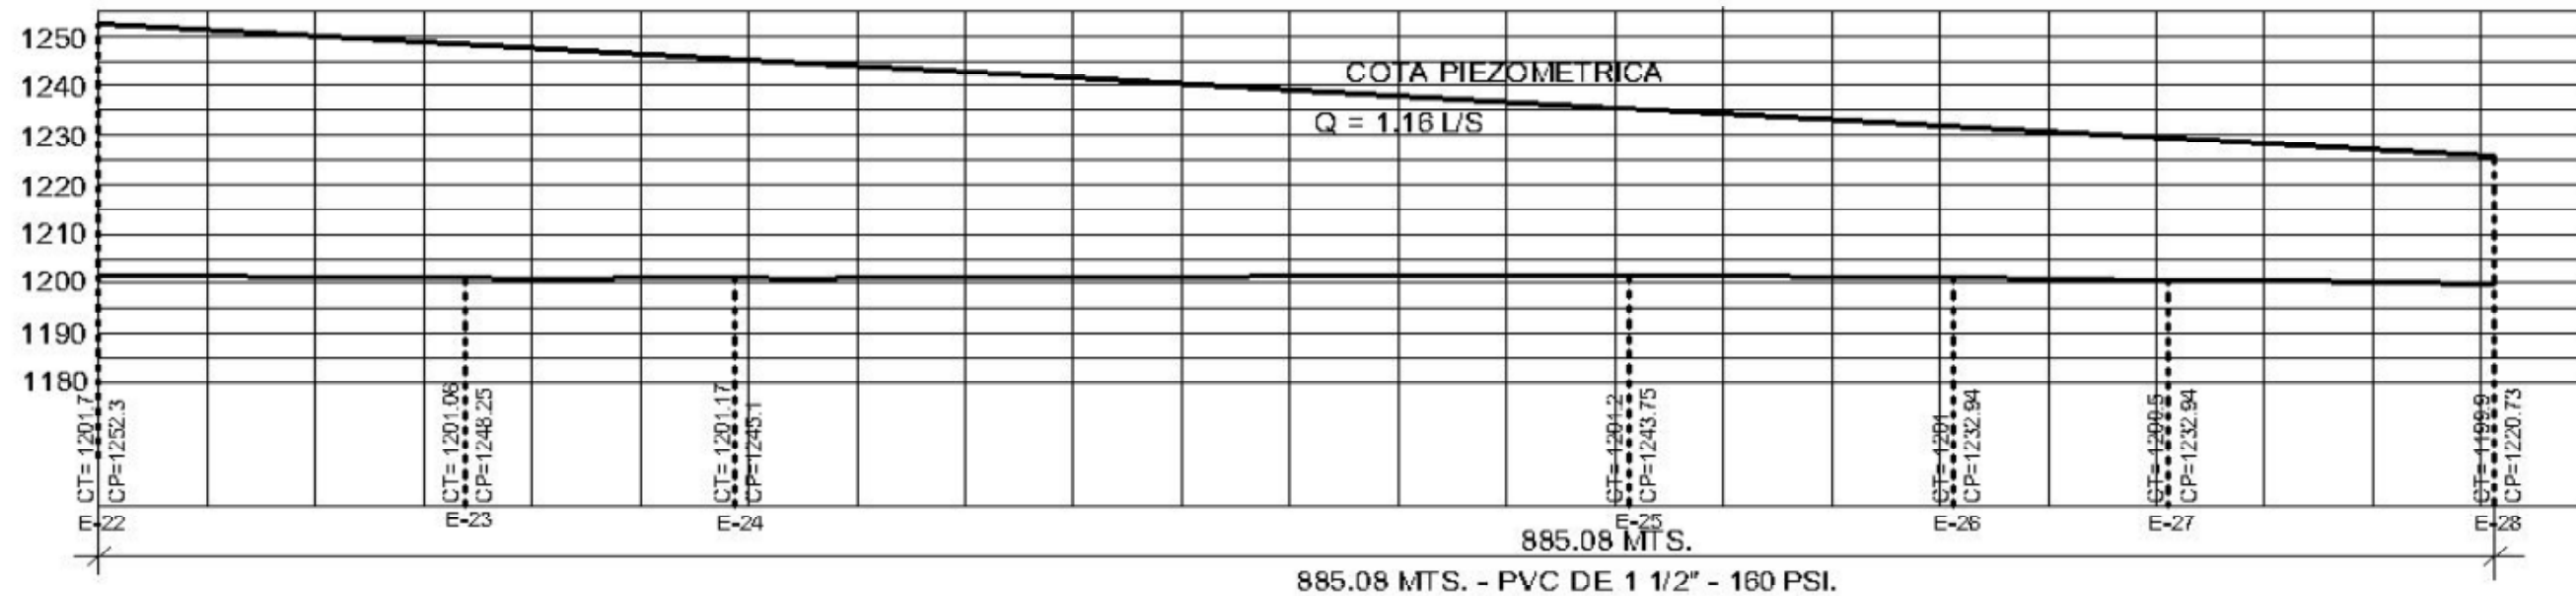 1250
1240
1230
1220
1210
1200
1190
1180
COTA PIEZOMETRICA
Q = 1.16 L/S
CT= 1201.7
CP=1252.3
CT= 1201.06
CP=1248.25
CT= 1201.17
CP=1245.1
CT= 1201.2
CP=1243.75
CT= 1201
CP=1232.94
CT= 1200.5
CP=1232.94
CT=1199.9
CP=1220.73
E-22
E-23
E-24
E-25
E-26
E-27
E-28
885.08 MTS.
885.08 MTS. - PVC DE 1 1/2" - 160 PSI.